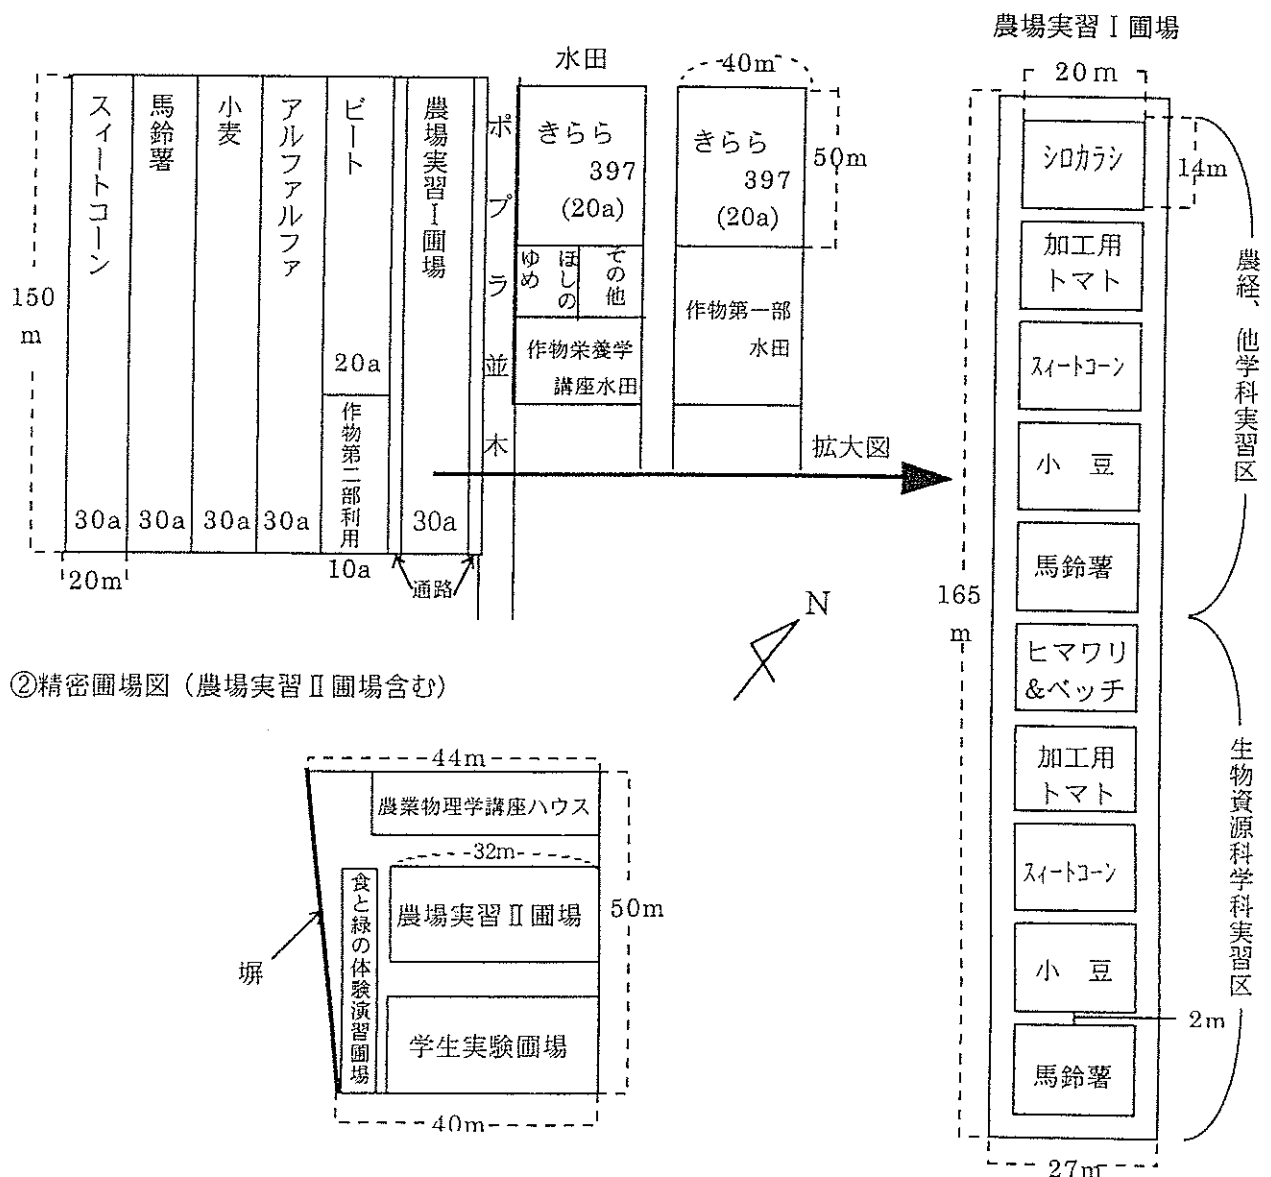 農場実習Ⅰ圃場
水田
40m
20m
スィートコーン
馬鈴薯
小麦
アルファルファ
ビート
農場実習Ⅰ圃場
ポプラ並木
きらら
397
(20a)
きらら
397
(20a)
50m
ゆめ
ほしの
その他
作物栄養学
講座水田
作物第一部
水田
150
m
20a
作物第二部利用
30a
30a
30a
30a
30a
10a
20m
通路
拡大図
N
シロカラシ
14m
加工用
トマト
スィートコーン
小 豆
馬鈴薯
ヒマワリ
&ベッチ
加工用
トマト
スィートコーン
小 豆
2m
馬鈴薯
165
m
27m
農経、他学科実習区
生物資源科学科実習区
②精密圃場図（農場実習Ⅱ圃場含む）
44m
農業物理学講座ハウス
32m
農場実習Ⅱ圃場
50m
食と緑の体験演習圃場
塀
学生実験圃場
40m